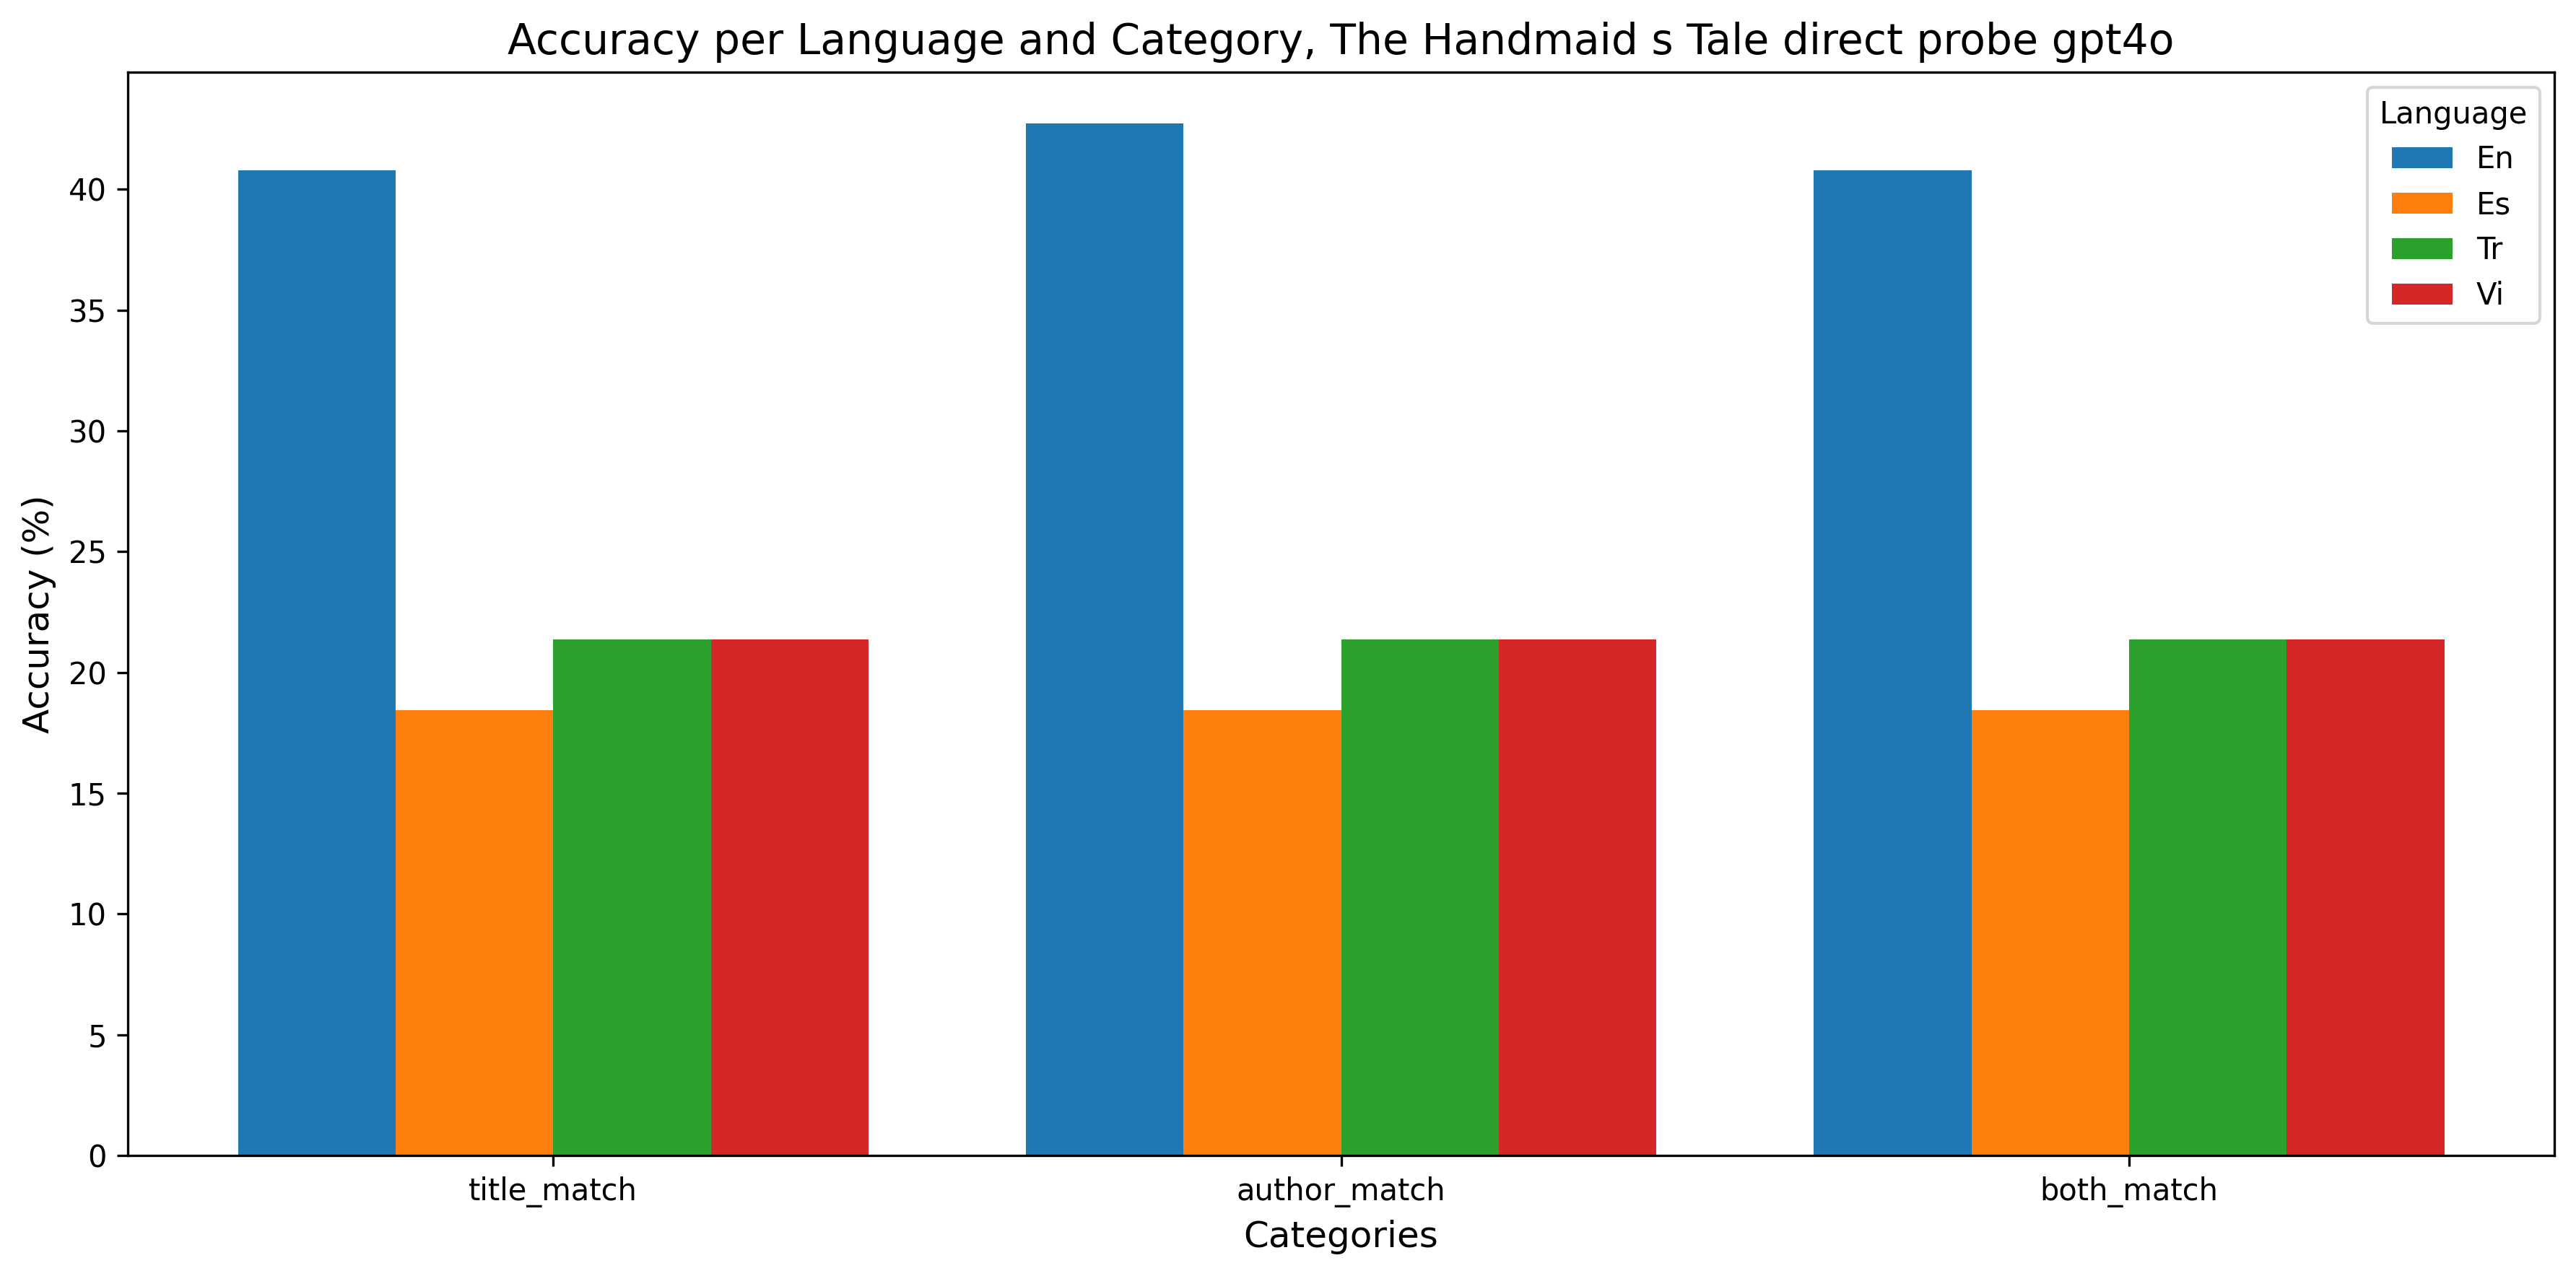 Accuracy per Language and Category, The Handmaid s Tale direct probe gpt4o
Language
En
Es
Tr
Vi
Accuracy (%)
40
35
30
25
20
15
10
5
0
title_match author_match both_match
Categories